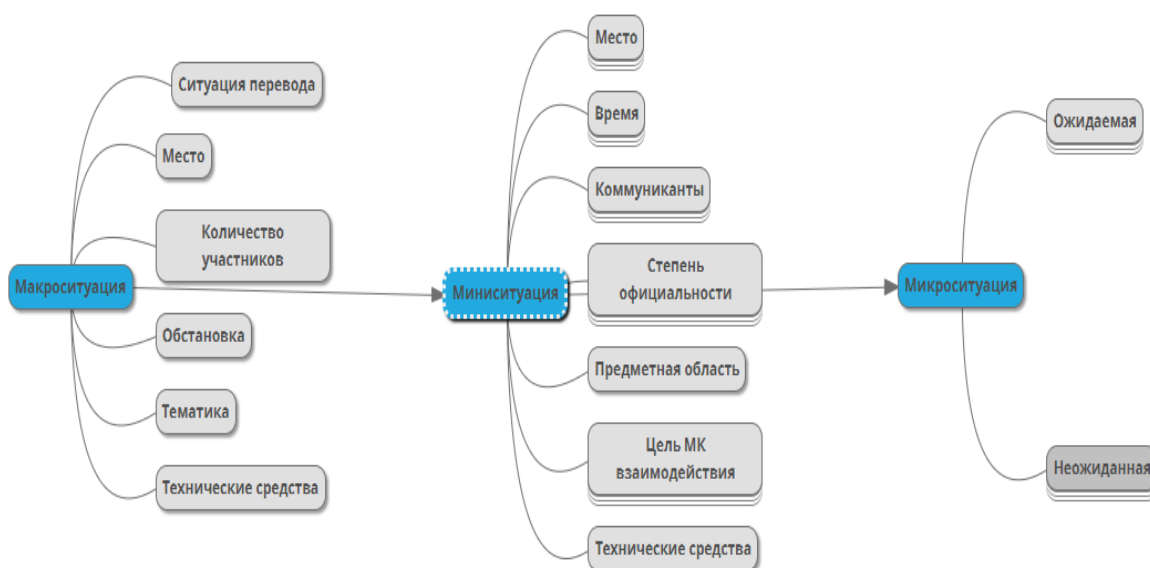 Макроситуация
Ситуация перевода
Место
Количество
участников
Обстановка
Тематика
Технические средства
Миниситуация
Место
Время
Коммуниканты
Степень
официальности
Предметная область
Цель МК
взаимодействия
Технические средства
Микроситуация
Ожидаемая
Неожиданная